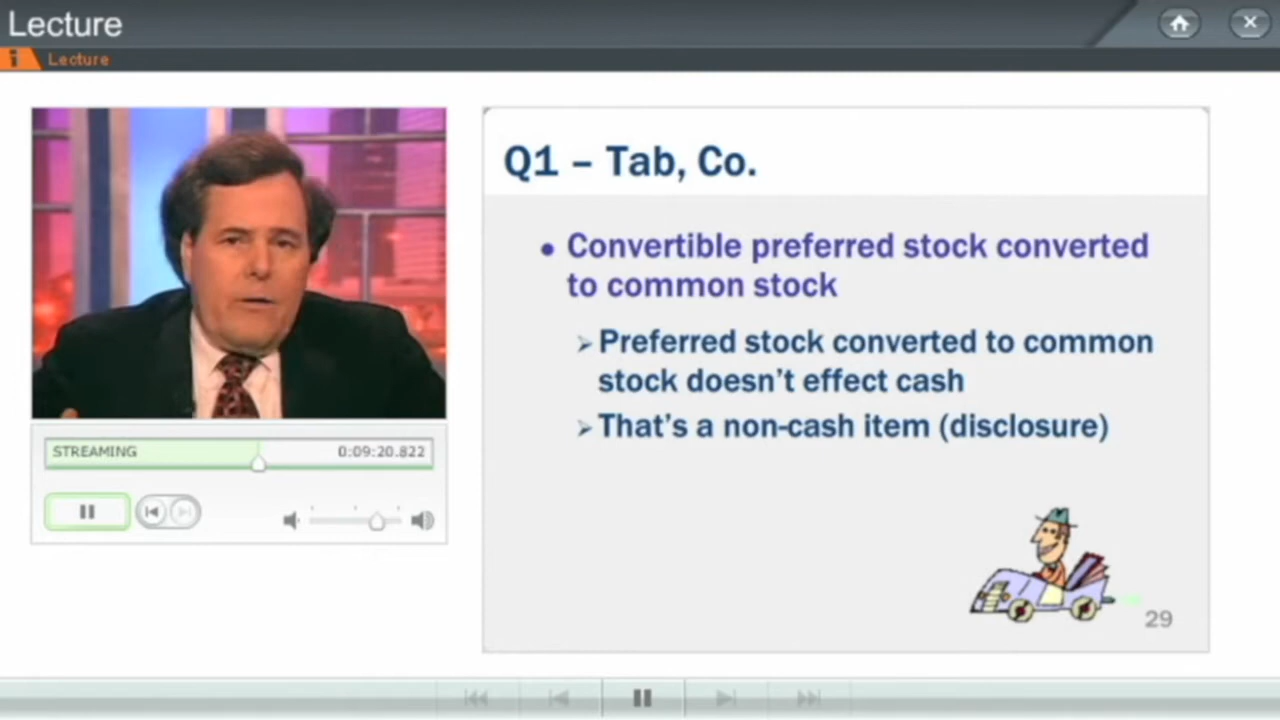 Lecture
i Lecture
Q1 – Tab, Co.
• Convertible preferred stock converted
to common stock
➢ Preferred stock converted to common
stock doesn't effect cash
➢ That's a non-cash item (disclosure)
STREAMING 0:09:20.822
29